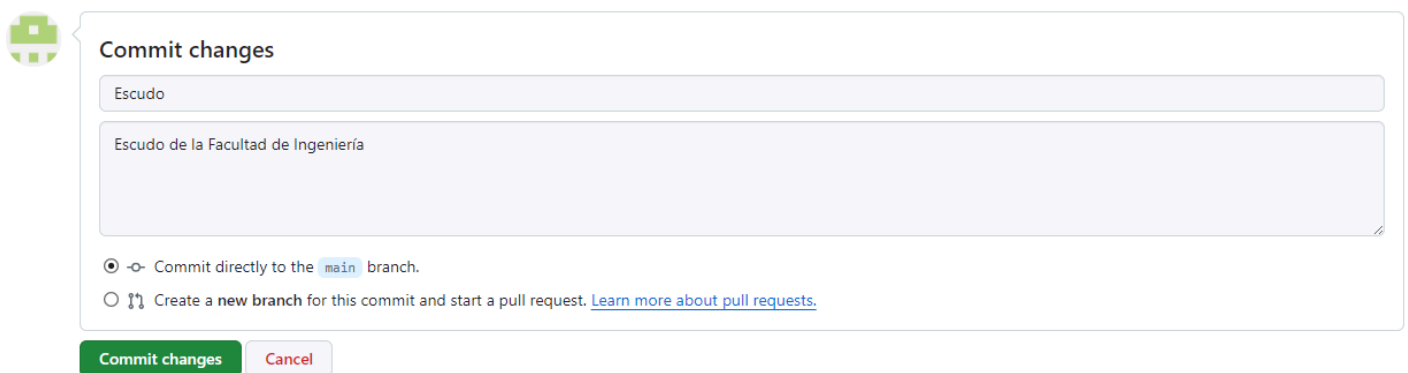 Commit changes
Escudo
Escudo de la Facultad de Ingeniería
Commit directly to the main branch.
Create a new branch for this commit and start a pull request. Learn more about pull requests.
Commit changes Cancel